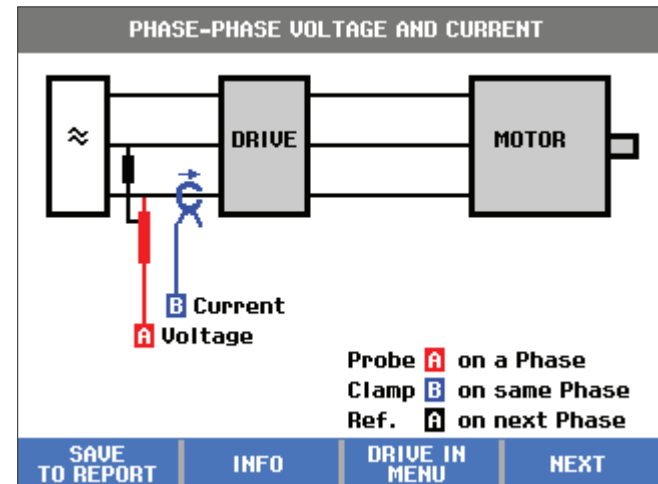 PHASE-PHASE VOLTAGE AND CURRENT
≈
DRIVE
MOTOR
B Current
A Voltage
Probe A on a Phase
Clamp B on same Phase
Ref. A on next Phase
SAVE
TO REPORT
INFO
DRIVE IN
MENU
NEXT